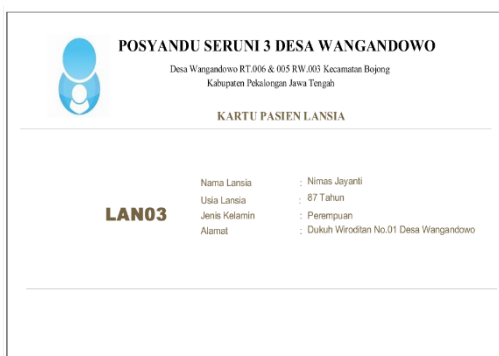 POSYANDU SERUNI 3 DESA WANGANDOWO
Desa Wangandowo RT.006 & 005 RW.003 Kecamatan Bojong
Kabupaten Pekalongan Jawa Tengah
KARTU PASIEN LANSIA
LAN03
Nama Lansia : Nimas Jayanti
Usia Lansia : 87 Tahun
Jenis Kelamin : Perempuan
Alamat : Dukuh Wiroditan No.01 Desa Wangandowo